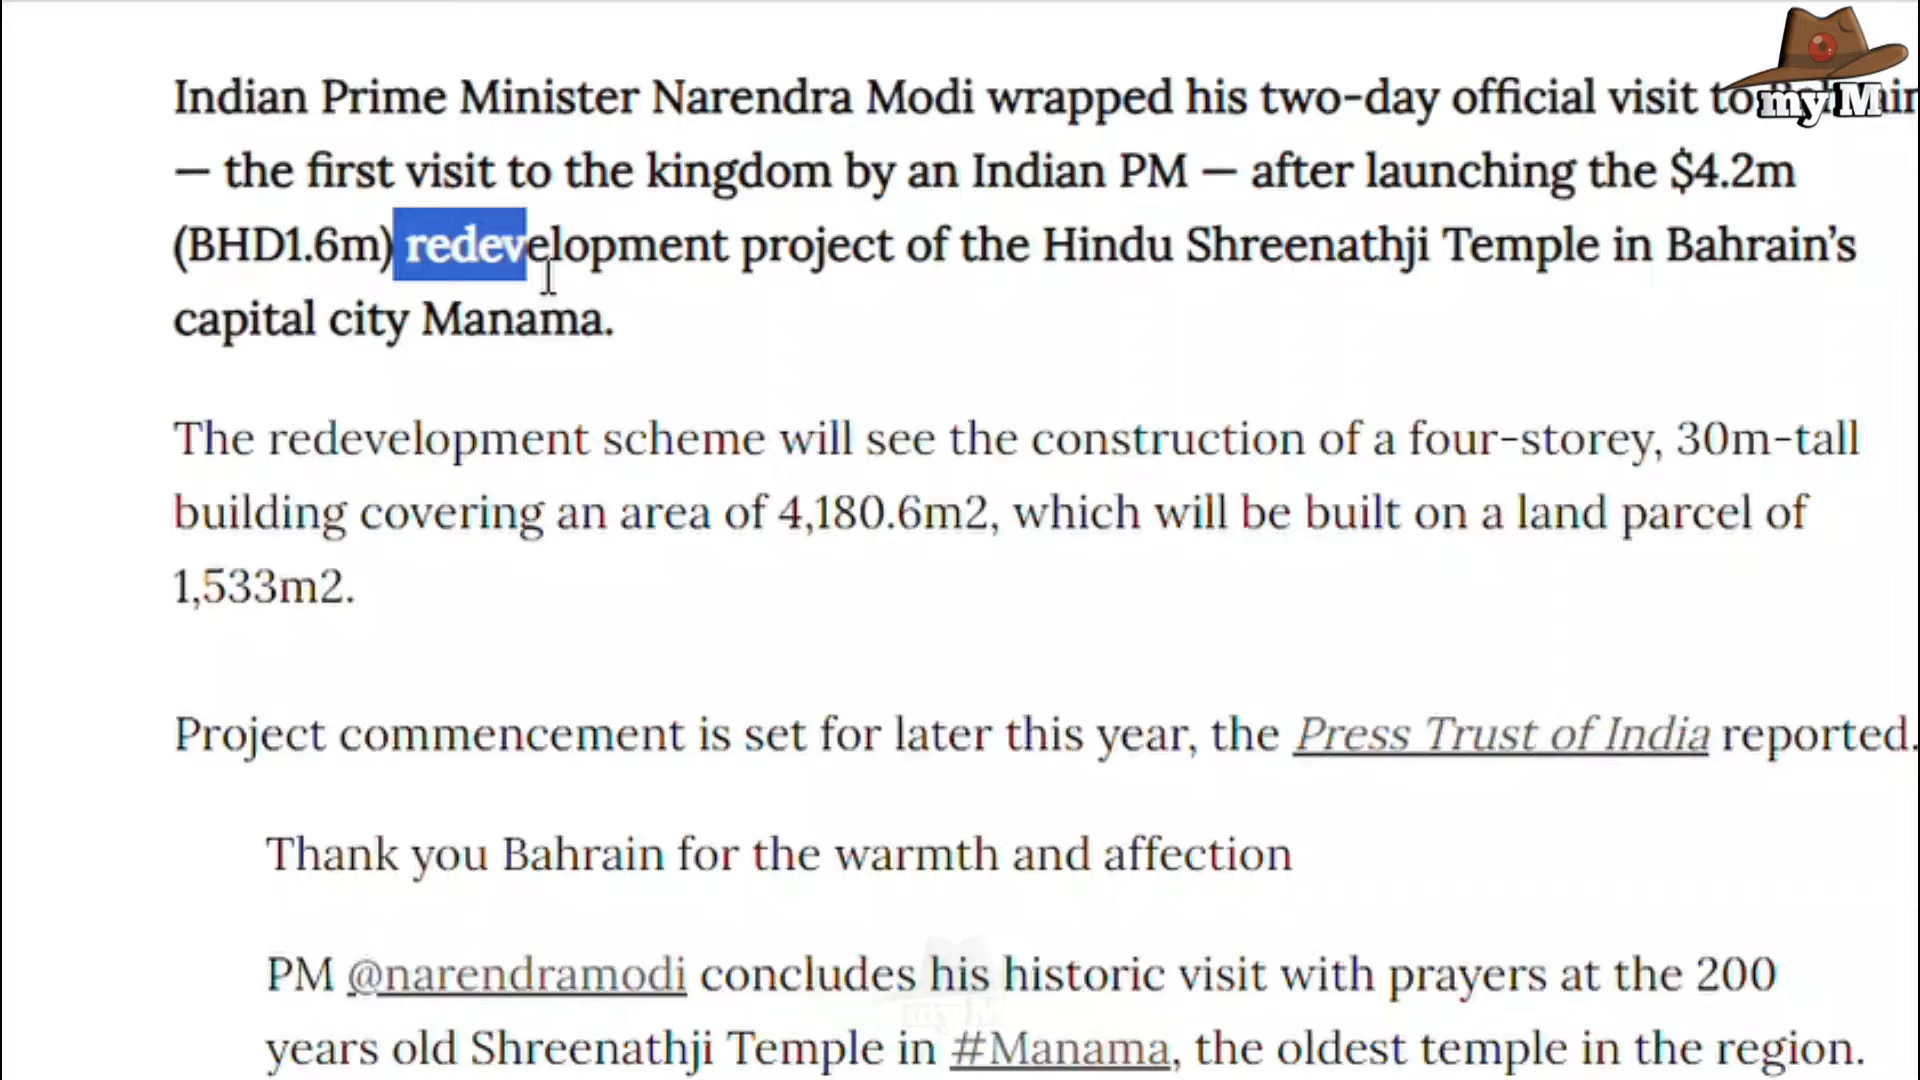 Indian Prime Minister Narendra Modi wrapped his two-day official visit to
— the first visit to the kingdom by an Indian PM — after launching the $4.2m
(BHD1.6m) redevelopment project of the Hindu Shreenathji Temple in Bahrain's
capital city Manama.
The redevelopment scheme will see the construction of a four-storey, 30m-tall
building covering an area of 4,180.6m2, which will be built on a land parcel of
1,533m2.
Project commencement is set for later this year, the Press Trust of India reported.
Thank you Bahrain for the warmth and affection
PM @narendramodi concludes his historic visit with prayers at the 200
years old Shreenathji Temple in #Manama, the oldest temple in the region.
my M
my M